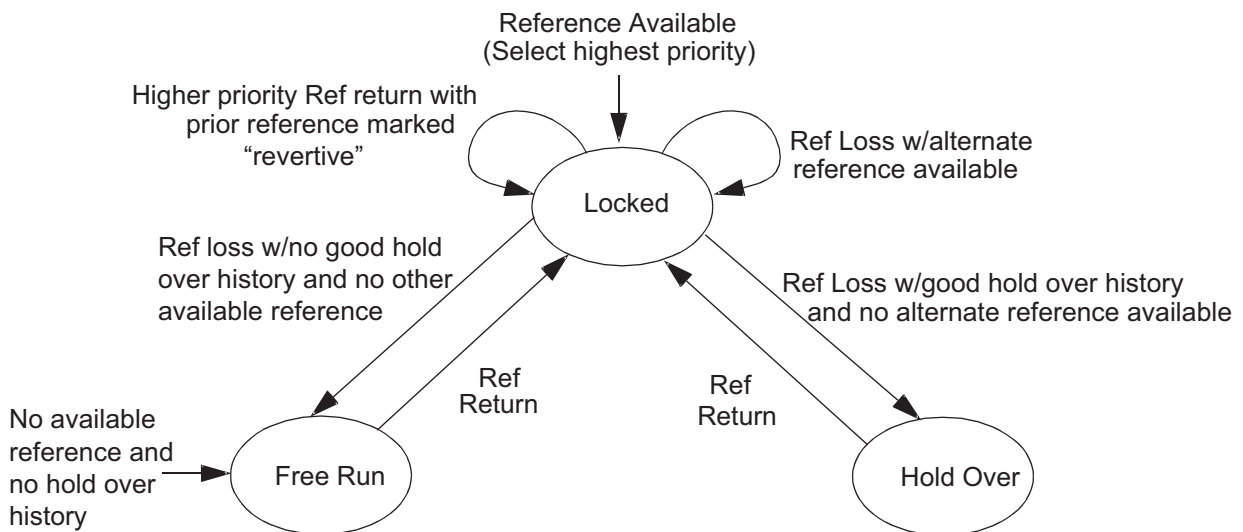 Reference Available
(Select highest priority)
Higher priority Ref return with
prior reference marked
“revertive”
Ref Loss w/alternate
reference available
Locked
Ref loss w/no good hold
over history and no other
available reference
Ref Loss w/good hold over history
and no alternate reference available
Ref
Return
Ref
Return
No available
reference and
no hold over
history
Free Run
Hold Over